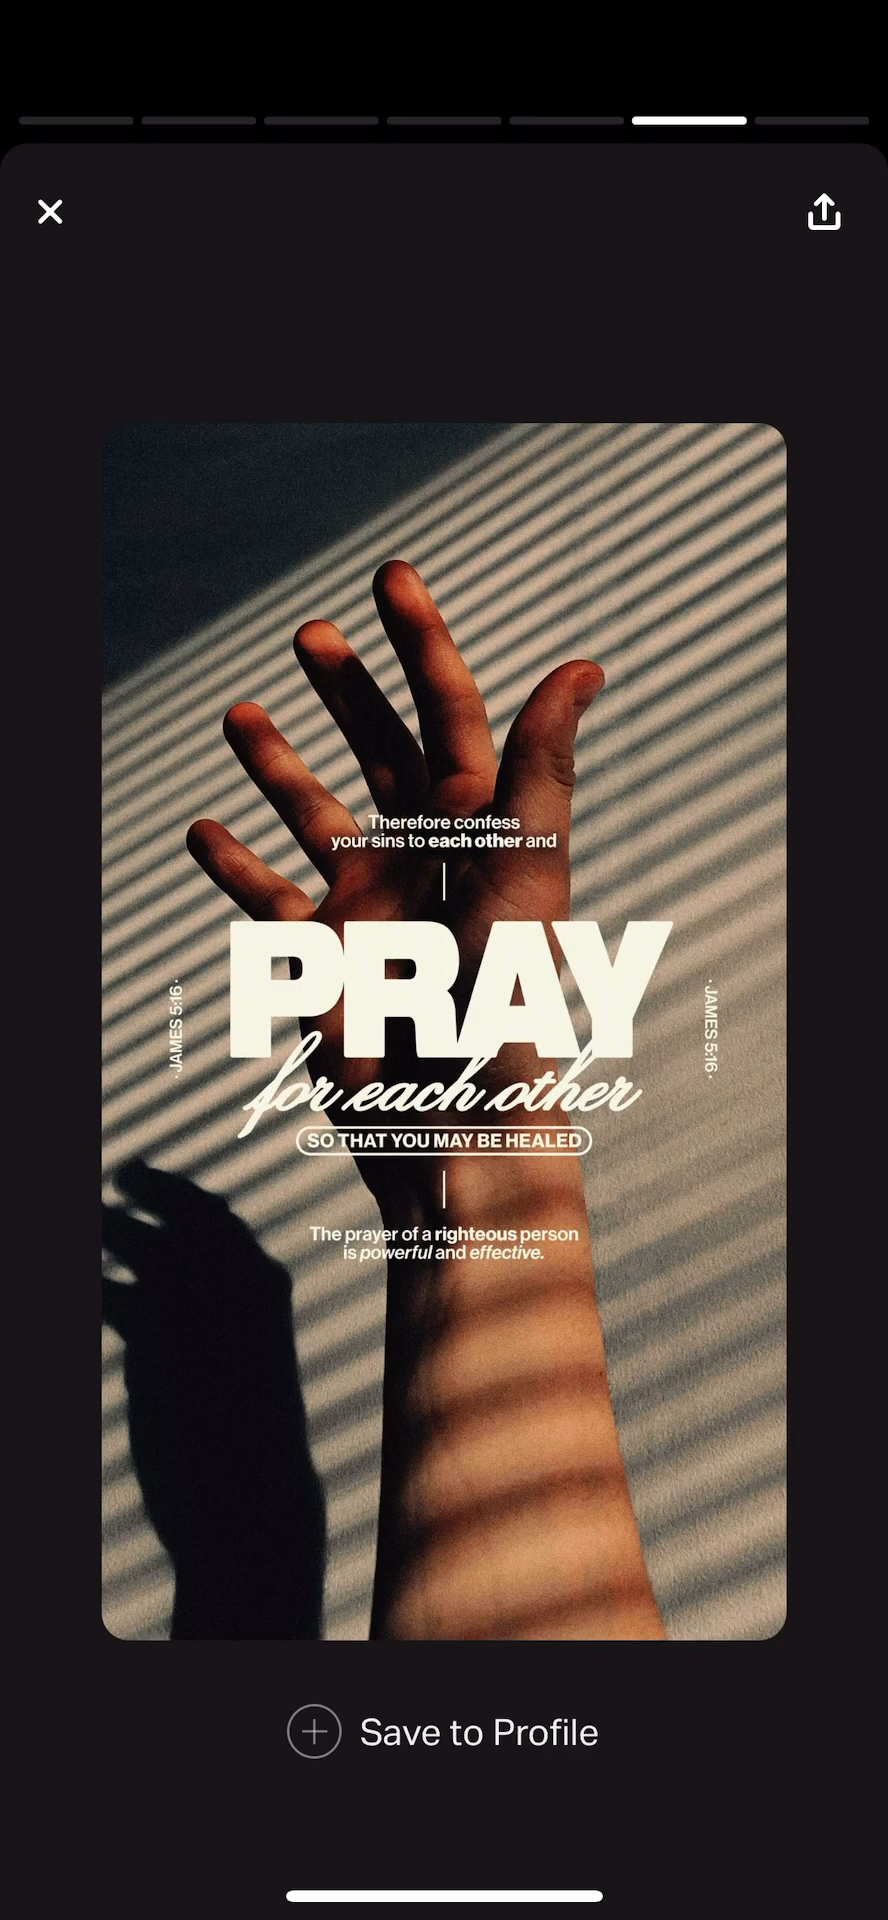 Therefore confess
your sins to each other and
PRAY
for each other
SO THAT YOU MAY BE HEALED
The prayer of a righteous person
is powerful and effective.
· JAMES 5:16 ·
· JAMES 5:16 ·
Save to Profile